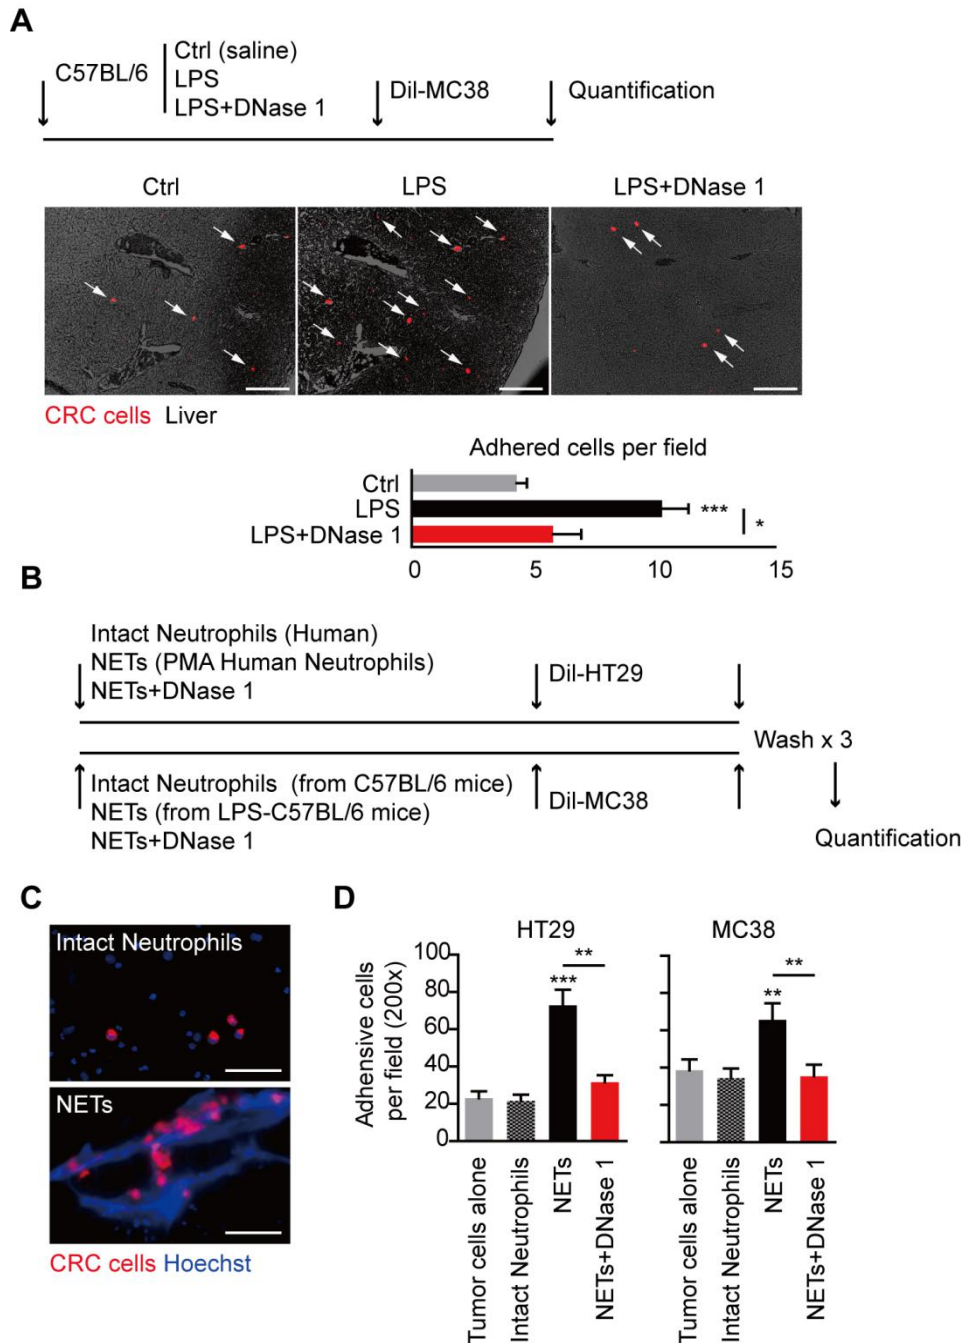 A
C57BL/6
Ctrl (saline)
LPS
LPS+DNase 1
Dil-MC38
Quantification
Ctrl
LPS
LPS+DNase 1
CRC cells Liver
Adhered cells per field
Ctrl
LPS
***
LPS+DNase 1
*
0 5 10 15
B
Intact Neutrophils (Human)
NETs (PMA Human Neutrophils)
NETs+DNase 1
Dil-HT29
Wash x 3
Intact Neutrophils (from C57BL/6 mice)
NETs (from LPS-C57BL/6 mice)
NETs+DNase 1
Dil-MC38
Quantification
C
Intact Neutrophils
NETs
CRC cells Hoechst
D
HT29
MC38
Adhensive cells
per field (200x)
100
80
60
40
20
0
***
**
**
**
Tumor cells alone
Intact Neutrophils
NETs
NETs+DNase 1
Tumor cells alone
Intact Neutrophils
NETs
NETs+DNase 1